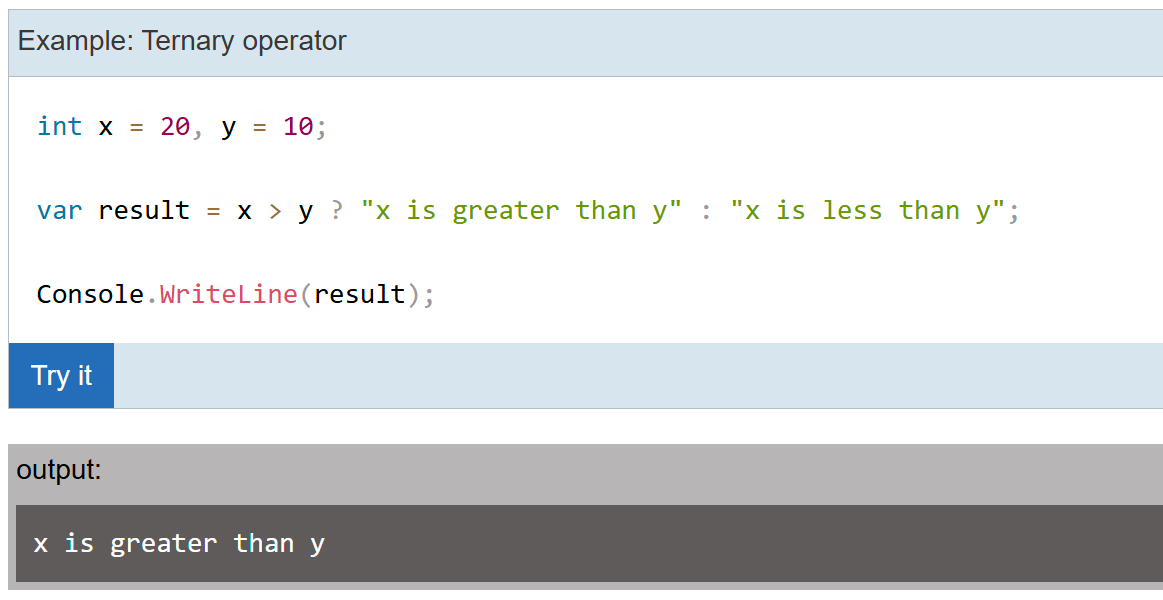 Example: Ternary operator
int x = 20, y = 10;
var result = x > y ? "x is greater than y" : "x is less than y";
Console.WriteLine(result);
Try it
output:
x is greater than y